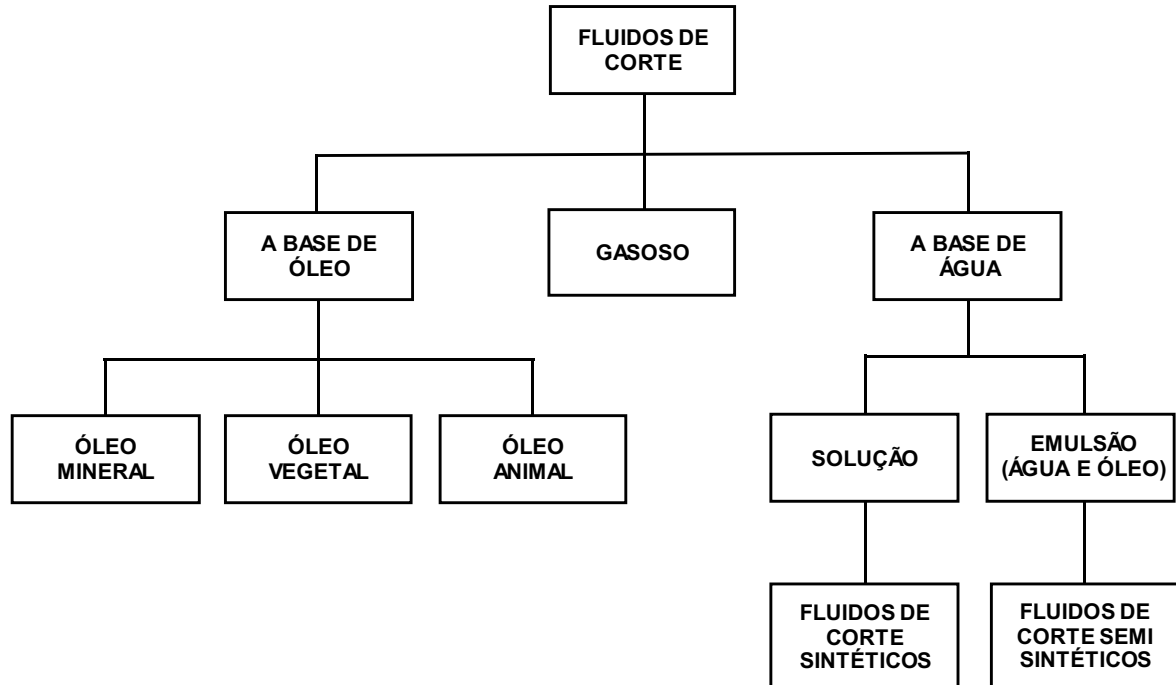 FLUIDOS DE
CORTE
A BASE DE
ÓLEO
GASOSO
A BASE DE
ÁGUA
ÓLEO
MINERAL
ÓLEO
VEGETAL
ÓLEO
ANIMAL
SOLUÇÃO
EMULSÃO
(ÁGUA E ÓLEO)
FLUIDOS DE
CORTE
SINTÉTICOS
FLUIDOS DE
CORTE SEMI
SINTÉTICOS